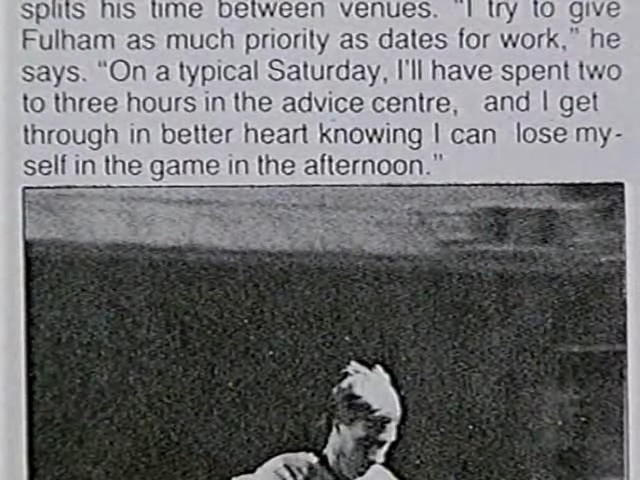 splits his time between venues. "I try to give
Fulham as much priority as dates for work," he
says. "On a typical Saturday, I'll have spent two
to three hours in the advice centre, and I get
through in better heart knowing I can lose my-
self in the game in the afternoon."